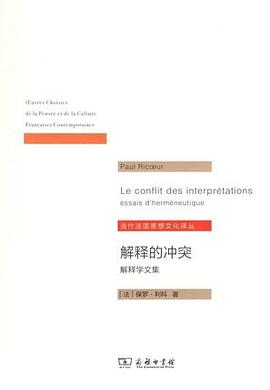 Œuvres Choisies
de la Pensée et de la Culture
Françaises Contemporaines
Paul Ricœur
Le conflit des interprétations
essais d'herméneutique
当代法国思想文化译丛
解释的冲突
解释学文集
〔法〕保罗·利科 著
商务印书馆
The Commercial Press